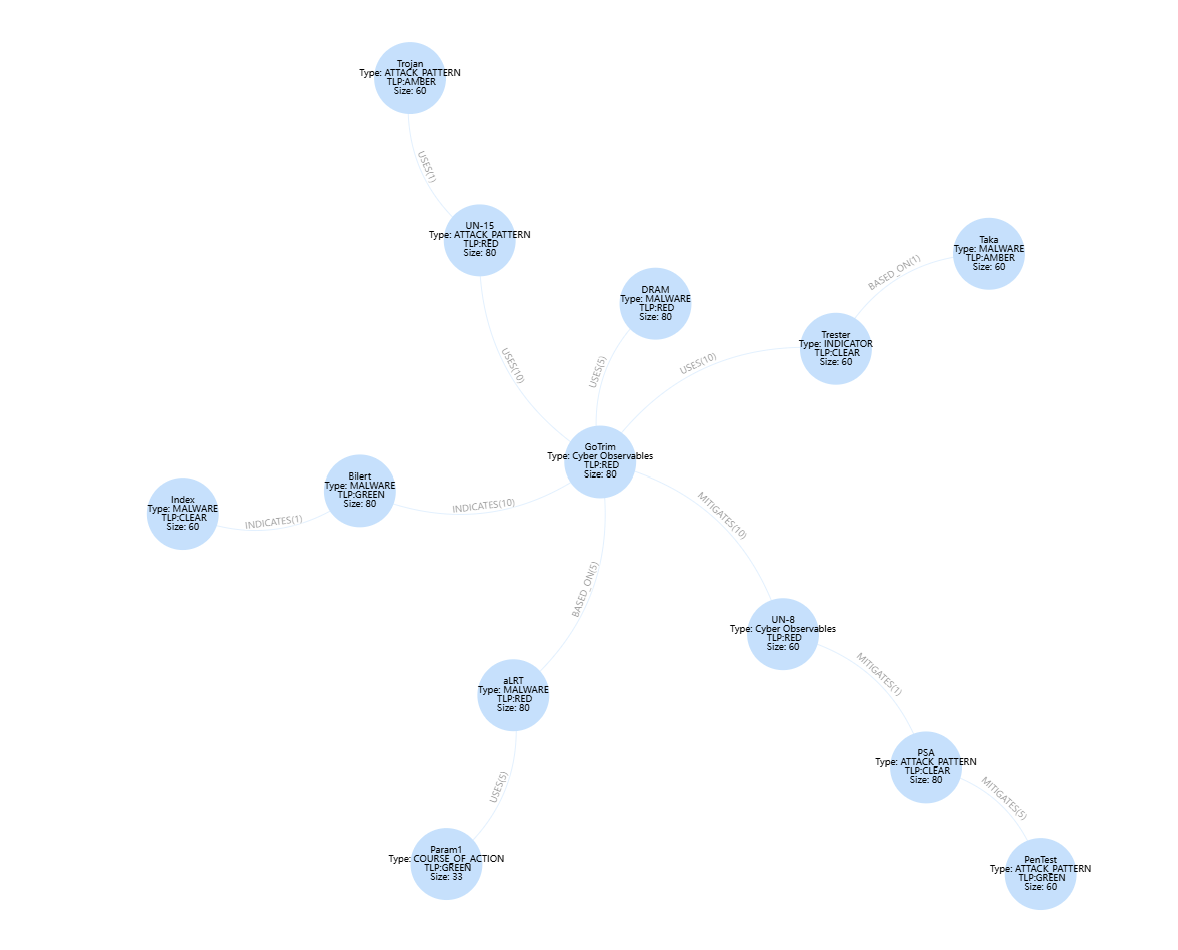 Trojan
Type: ATTACK_PATTERN
TLP:AMBER
Size: 60
USES(1)
UN-15
Type: ATTACK_PATTERN
TLP:RED
Size: 80
Taka
Type: MALWARE
TLP:AMBER
Size: 60
BASED_ON(1)
DRAM
Type: MALWARE
TLP:RED
Size: 80
Trester
Type: INDICATOR
TLP:CLEAR
Size: 60
USES(10)
USES(5)
USES(10)
GoTrim
Type: Cyber Observables
TLP:RED
Size: 80
Bilert
Type: MALWARE
TLP:GREEN
Size: 80
Index
Type: MALWARE
TLP:CLEAR
Size: 60
INDICATES(1)
INDICATES(10)
MITIGATES(10)
BASED_ON(5)
UN-8
Type: Cyber Observables
TLP:RED
Size: 60
aLRT
Type: MALWARE
TLP:RED
Size: 80
MITIGATES(1)
PSA
Type: ATTACK_PATTERN
TLP:CLEAR
Size: 80
USES(5)
MITIGATES(5)
Param1
Type: COURSE_OF_ACTION
TLP:GREEN
Size: 33
PenTest
Type: ATTACK_PATTERN
TLP:GREEN
Size: 60